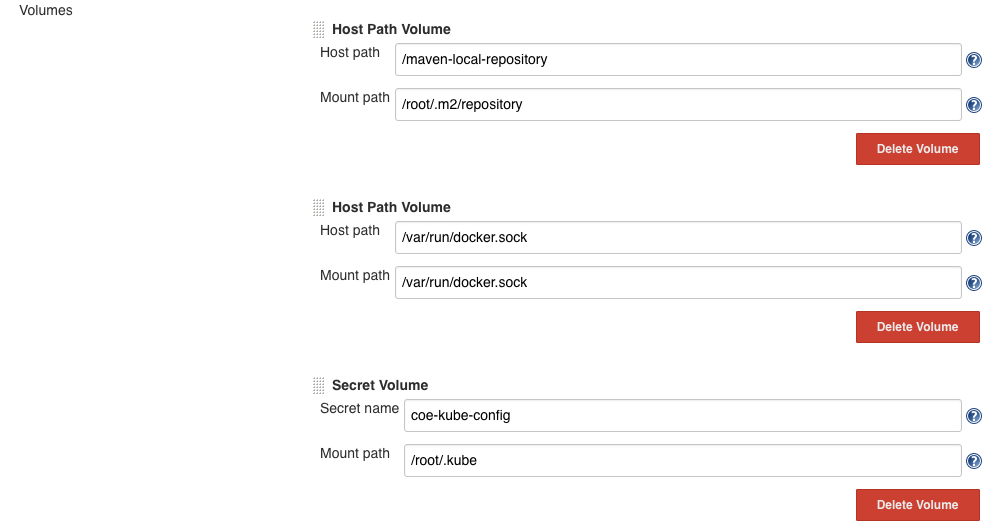 Volumes
Host Path Volume
Host path /maven-local-repository
Mount path /root/.m2/repository
Delete Volume
Host Path Volume
Host path /var/run/docker.sock
Mount path /var/run/docker.sock
Delete Volume
Secret Volume
Secret name coe-kube-config
Mount path /root/.kube
Delete Volume